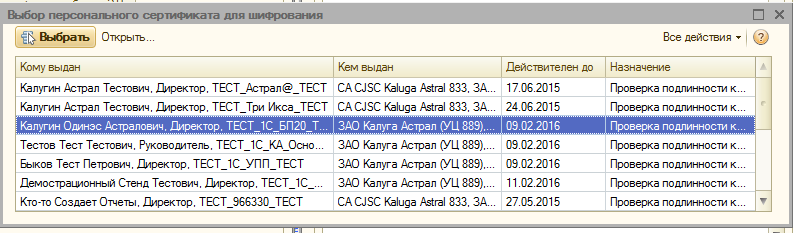 Выбор персонального сертификата для шифрования
Выбрать Открыть... Все действия
Кому выдан Кем выдан Действителен до Назначение
Калугин Астрал Тестович, Директор, ТЕСТ_Астрал@_ТЕСТ CA CJSC Kaluga Astral 833, ЗА... 17.06.2015 Проверка подлинности к...
Калугин Астрал Тестович, Директор, ТЕСТ_Три Икса_ТЕСТ CA CJSC Kaluga Astral 833, ЗА... 24.06.2015 Проверка подлинности к...
Калугин Одинэс Астралович, Директор, ТЕСТ_1С_БП20_Т... ЗАО Калуга Астрал (УЦ 889),... 09.02.2016 Проверка подлинности к...
Тестов Тест Тестович, Руководитель, ТЕСТ_1С_КА_Осно... ЗАО Калуга Астрал (УЦ 889),... 09.02.2016 Проверка подлинности к...
Быков Тест Петрович, Директор, ТЕСТ_1С_УПП_ТЕСТ ЗАО Калуга Астрал (УЦ 889),... 09.02.2016 Проверка подлинности к...
Демострационный Стенд Тестович, Директор, ТЕСТ_1С_... ЗАО Калуга Астрал (УЦ 889),... 11.02.2016 Проверка подлинности к...
Кто-то Создает Отчеты, Директор, ТЕСТ_966330_ТЕСТ CA CJSC Kaluga Astral 833, ЗА... 27.05.2015 Проверка подлинности к...